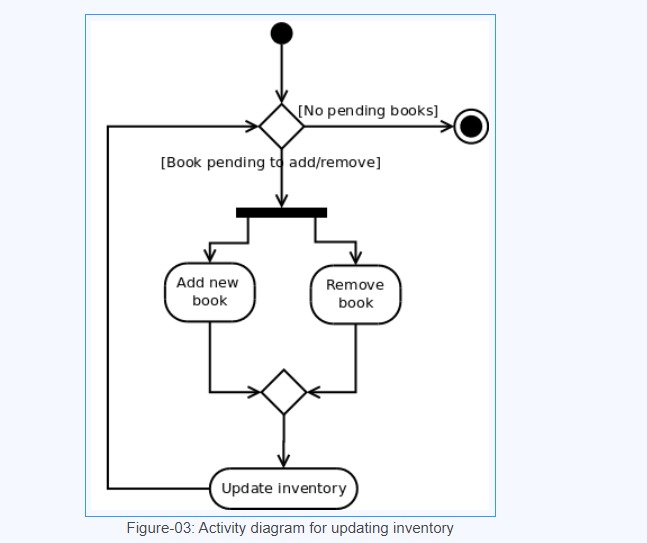 [No pending books]
[Book pending to add/remove]
Add new
book
Remove
book
Update inventory
Figure-03: Activity diagram for updating inventory